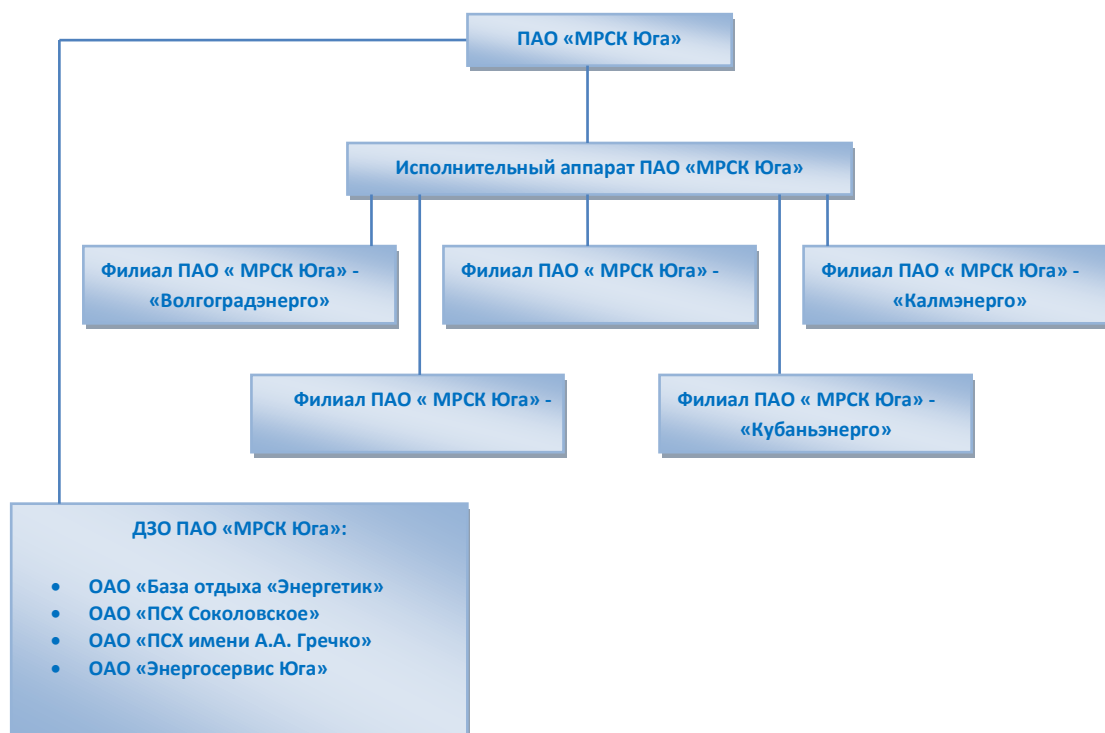 ПАО «МРСК Юга»
Исполнительный аппарат ПАО «МРСК Юга»
Филиал ПАО « МРСК Юга» -
«Волгоградэнерго»
Филиал ПАО « МРСК Юга» -
Филиал ПАО « МРСК Юга» -
«Калмэнерго»
Филиал ПАО « МРСК Юга» -
Филиал ПАО « МРСК Юга» -
«Кубаньэнерго»
ДЗО ПАО «МРСК Юга»:
• ОАО «База отдыха «Энергетик»
• ОАО «ПСХ Соколовское»
• ОАО «ПСХ имени А.А. Гречко»
• ОАО «Энергосервис Юга»